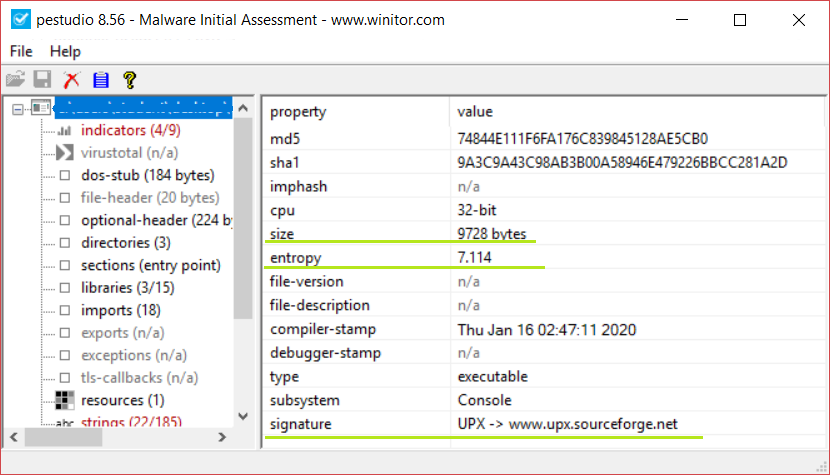 pestudio 8.56 - Malware Initial Assessment - www.winitor.com
File Help
indicators (4/9)
virustotal (n/a)
dos-stub (184 bytes)
file-header (20 bytes)
optional-header (224 by
directories (3)
sections (entry point)
libraries (3/15)
imports (18)
exports (n/a)
exceptions (n/a)
tls-callbacks (n/a)
resources (1)
abc strings (22/185)
property value
md5 74844E111F6FA176C839845128AE5CB0
sha1 9A3C9A43C98AB3B00A58946E479226BBCC281A2D
imphash n/a
cpu 32-bit
size 9728 bytes
entropy 7.114
file-version n/a
file-description n/a
compiler-stamp Thu Jan 16 02:47:11 2020
debugger-stamp n/a
type executable
subsystem Console
signature UPX -> www.upx.sourceforge.net